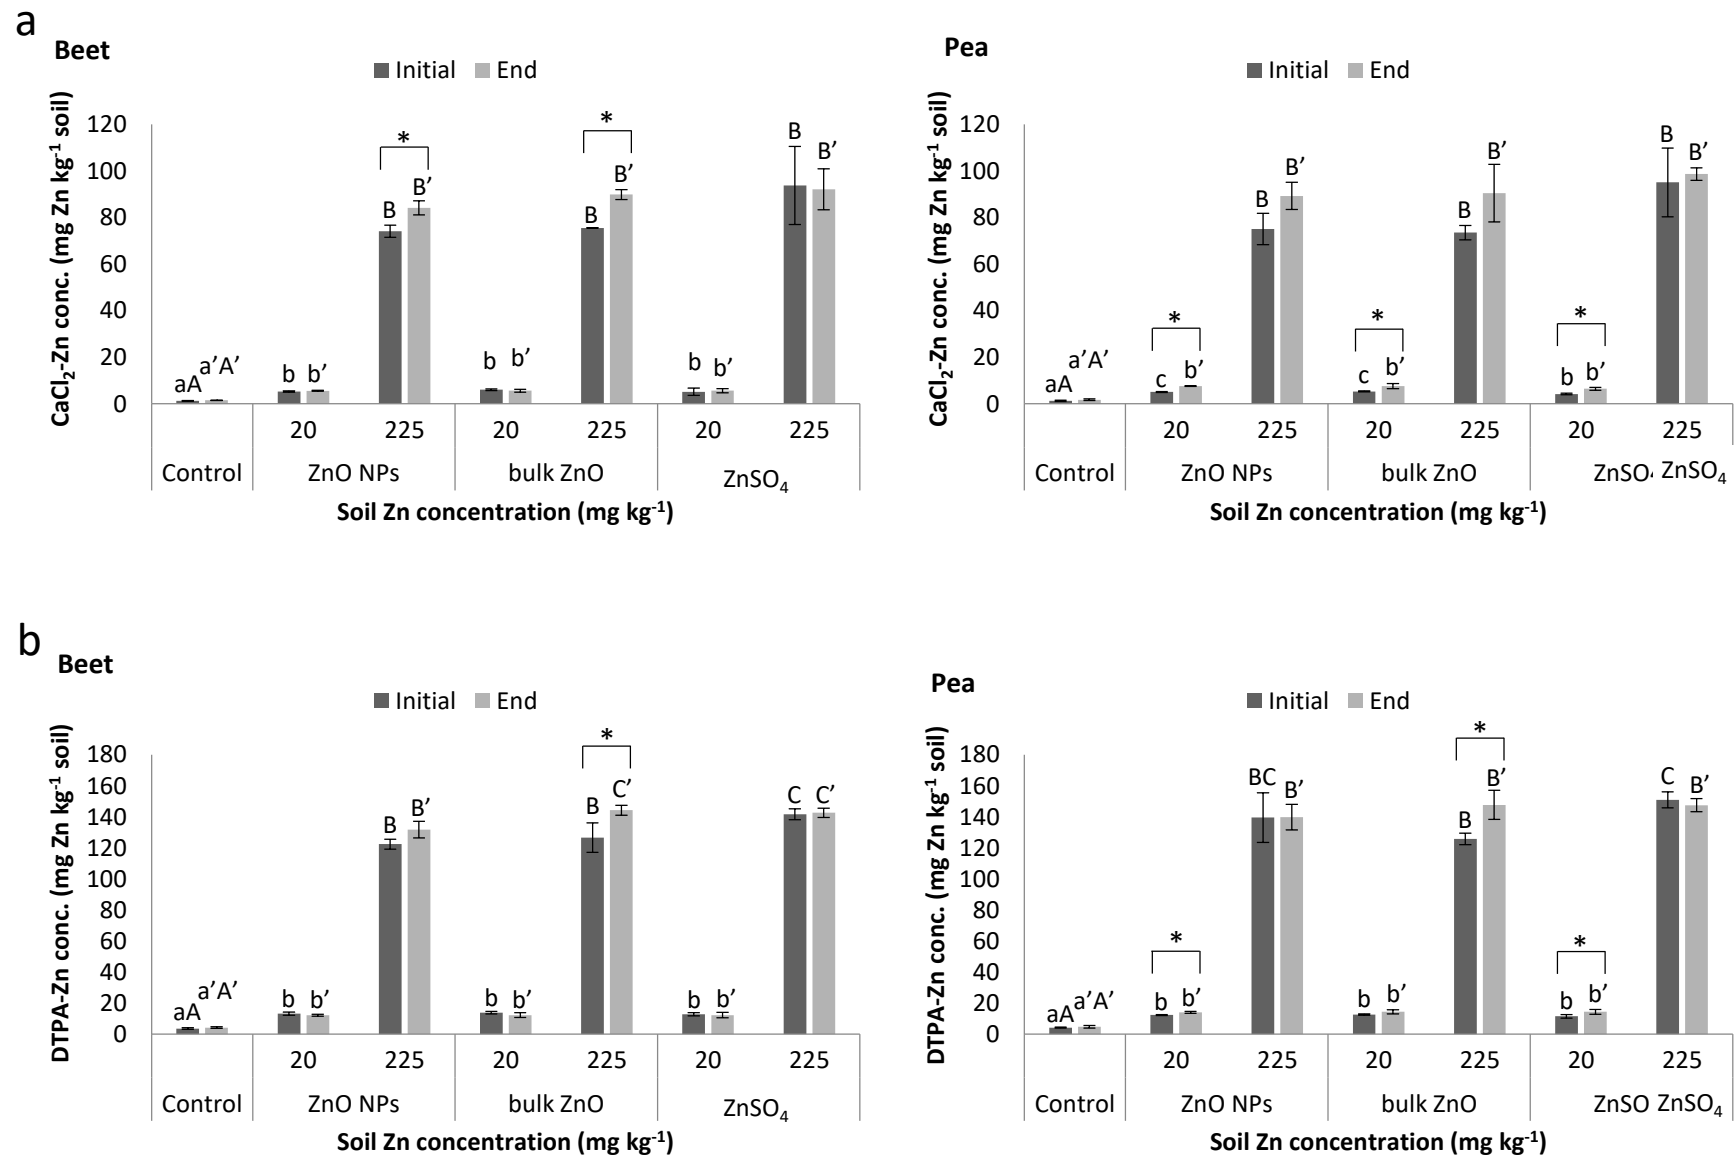 a
Beet
Initial End
CaCl₂-Zn conc. (mg Zn kg⁻¹ soil)
120
100
80
60
40
20
0
* *
B B' B B' B B'
aA a'A' b b' b b' b b'
20 225 20 225 20 225
Control ZnO NPs bulk ZnO ZnSO₄
Soil Zn concentration (mg kg⁻¹)
Pea
Initial End
CaCl₂-Zn conc. (mg Zn kg⁻¹ soil)
120
100
80
60
40
20
0
B B' B B' B B'
* * *
aA a'A' c b' c b' b b'
20 225 20 225 20 225
Control ZnO NPs bulk ZnO ZnSO ZnSO₄
Soil Zn concentration (mg kg⁻¹)
b
Beet
Initial End
DTPA-Zn conc. (mg Zn kg⁻¹ soil)
180
160
140
120
100
80
60
40
20
0
*
B B' B C' C C'
aA a'A' b b' b b' b b'
20 225 20 225 20 225
Control ZnO NPs bulk ZnO ZnSO₄
Soil Zn concentration (mg kg⁻¹)
Pea
Initial End
DTPA-Zn conc. (mg Zn kg⁻¹ soil)
180
160
140
120
100
80
60
40
20
0
*
BC B' B B' C B'
* *
aA a'A' b b' b b' b b'
20 225 20 225 20 225
Control ZnO NPs bulk ZnO ZnSO ZnSO₄
Soil Zn concentration (mg kg⁻¹)